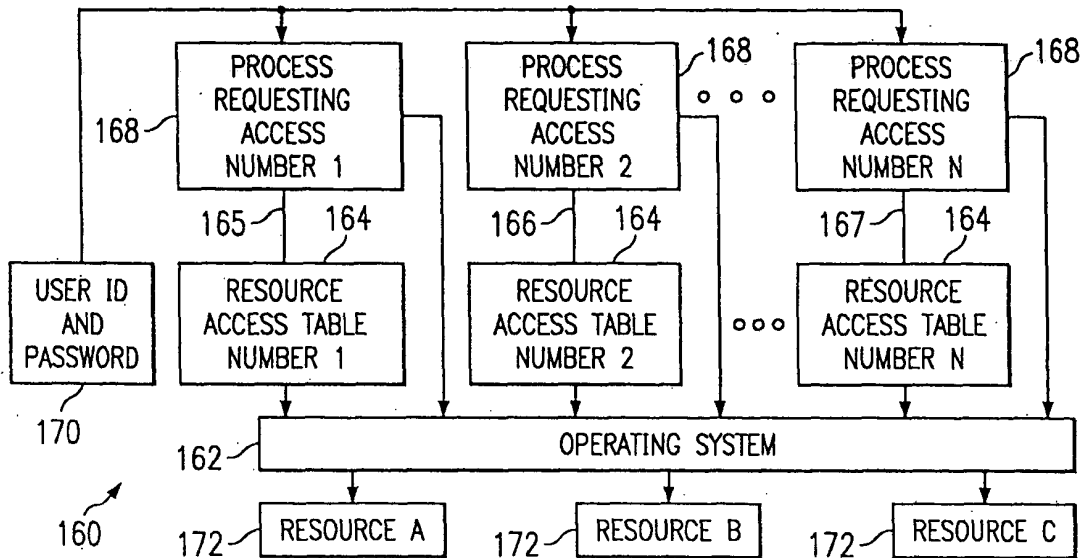 PROCESS
REQUESTING
ACCESS
NUMBER 1
168
PROCESS
REQUESTING
ACCESS
NUMBER 2
168
PROCESS
REQUESTING
ACCESS
NUMBER N
168
165
164
166
164
167
164
USER ID
AND
PASSWORD
170
RESOURCE
ACCESS TABLE
NUMBER 1
RESOURCE
ACCESS TABLE
NUMBER 2
RESOURCE
ACCESS TABLE
NUMBER N
162
OPERATING SYSTEM
160
172
RESOURCE A
172
RESOURCE B
172
RESOURCE C